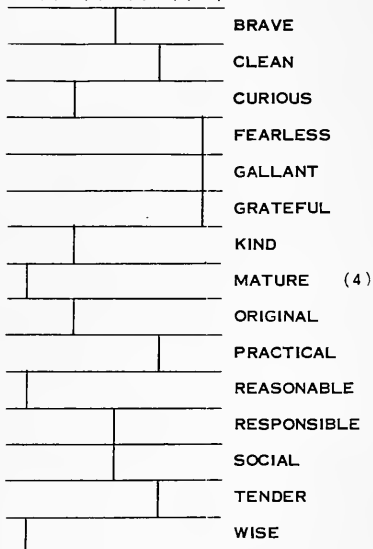 BRAVE
CLEAN
CURIOUS
FEARLESS
GALLANT
GRATEFUL
KIND
MATURE (4)
ORIGINAL
PRACTICAL
REASONABLE
RESPONSIBLE
SOCIAL
TENDER
WISE